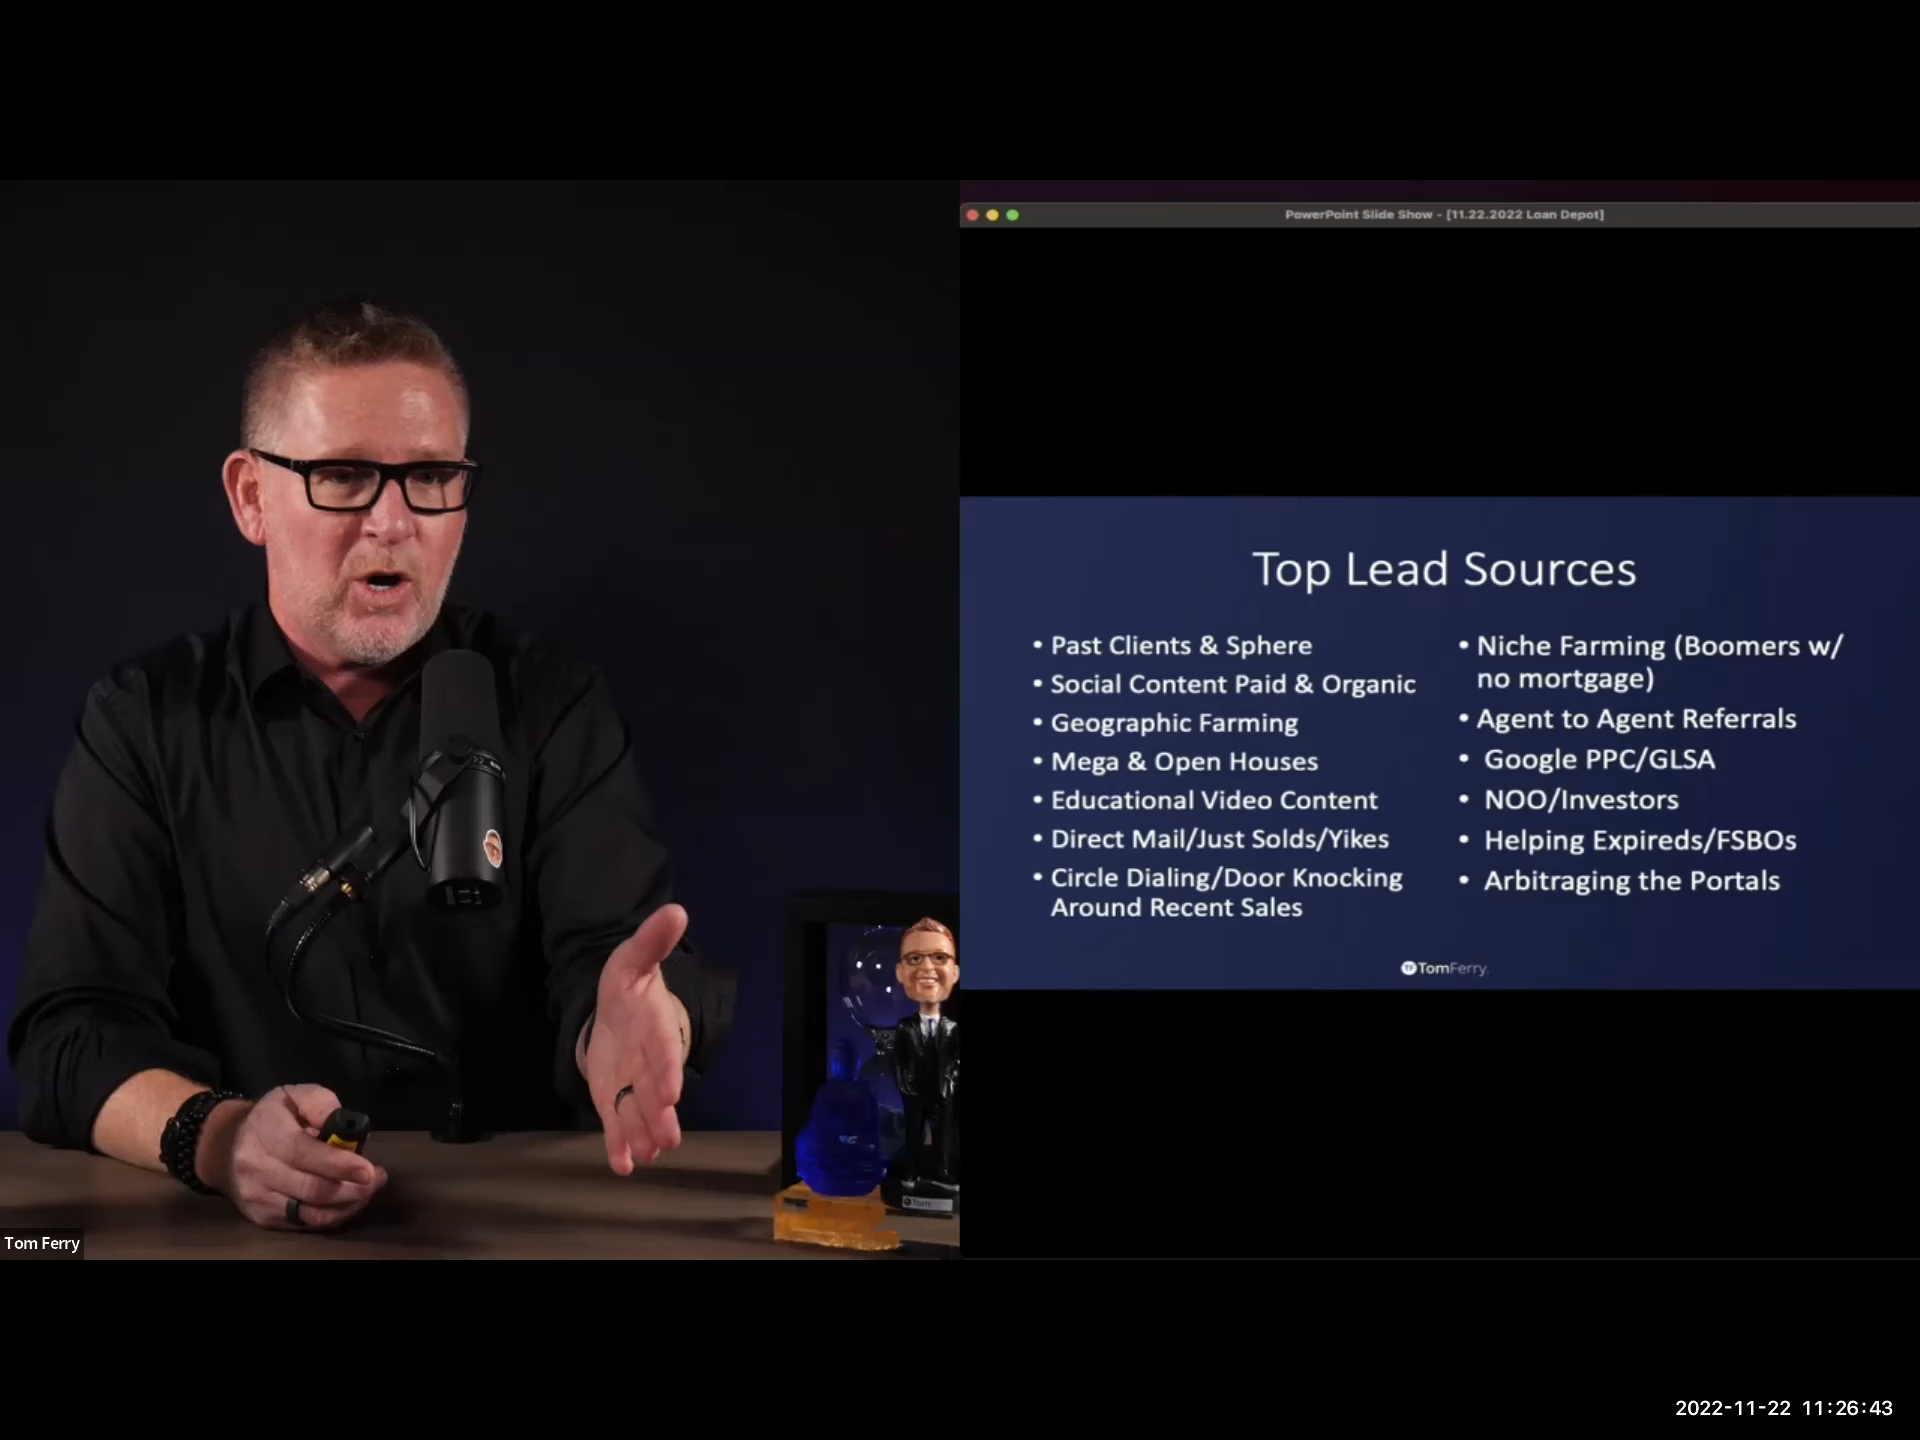 PowerPoint Slide Show - [11.22.2022 Loan Depot]
Top Lead Sources
• Past Clients & Sphere
• Social Content Paid & Organic
• Geographic Farming
• Mega & Open Houses
• Educational Video Content
• Direct Mail/Just Solds/Yikes
• Circle Dialing/Door Knocking
Around Recent Sales
• Niche Farming (Boomers w/
no mortgage)
• Agent to Agent Referrals
• Google PPC/GLSA
• NOO/Investors
• Helping Expireds/FSBOs
• Arbitraging the Portals
TF TomFerry.
Tom
Tom Ferry
2022-11-22 11:26:43